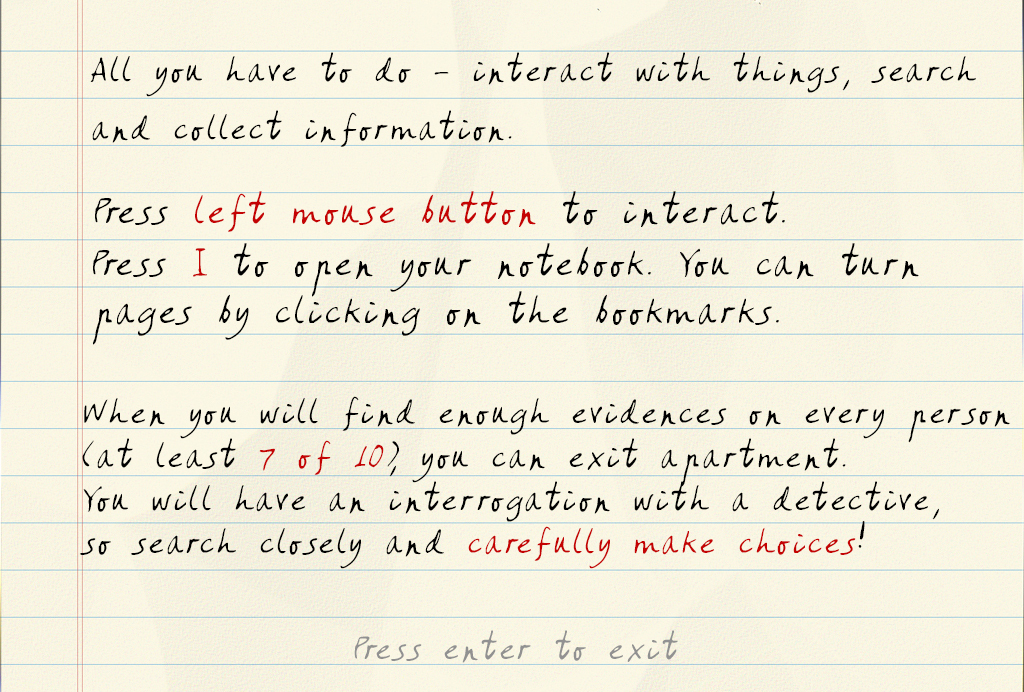 All you have to do - interact with things, search
and collect information.
Press left mouse button to interact.
Press I to open your notebook. You can turn
pages by clicking on the bookmarks.
When you will find enough evidences on every person
(at least 7 of 10), you can exit apartment.
You will have an interrogation with a detective,
so search closely and carefully make choices!
Press enter to exit